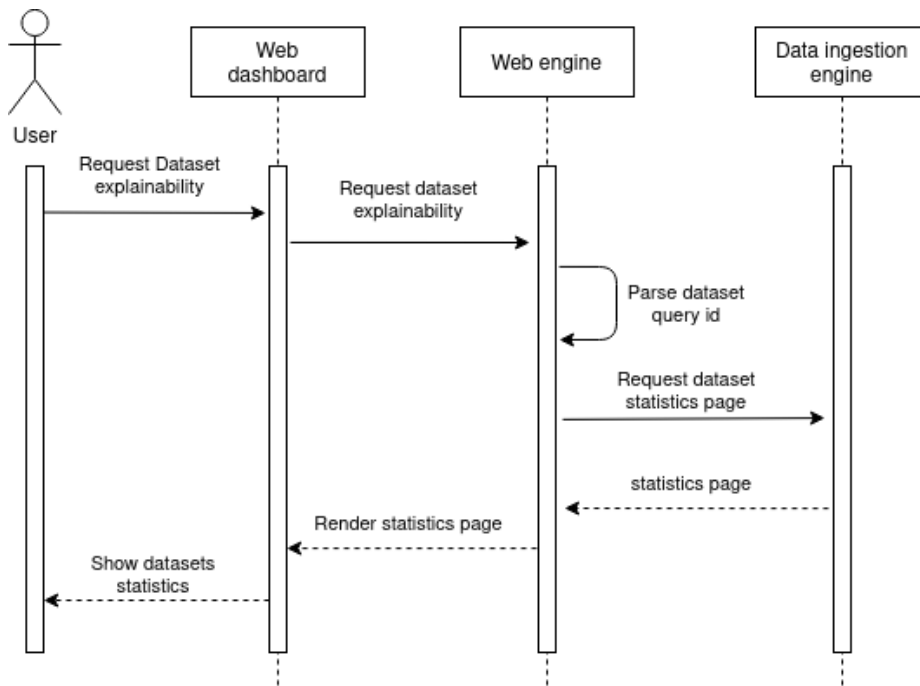 Web
dashboard
Web engine
Data ingestion
engine
User
Request Dataset
explainability
Request dataset
explainability
Parse dataset
query id
Request dataset
statistics page
statistics page
Render statistics page
Show datasets
statistics